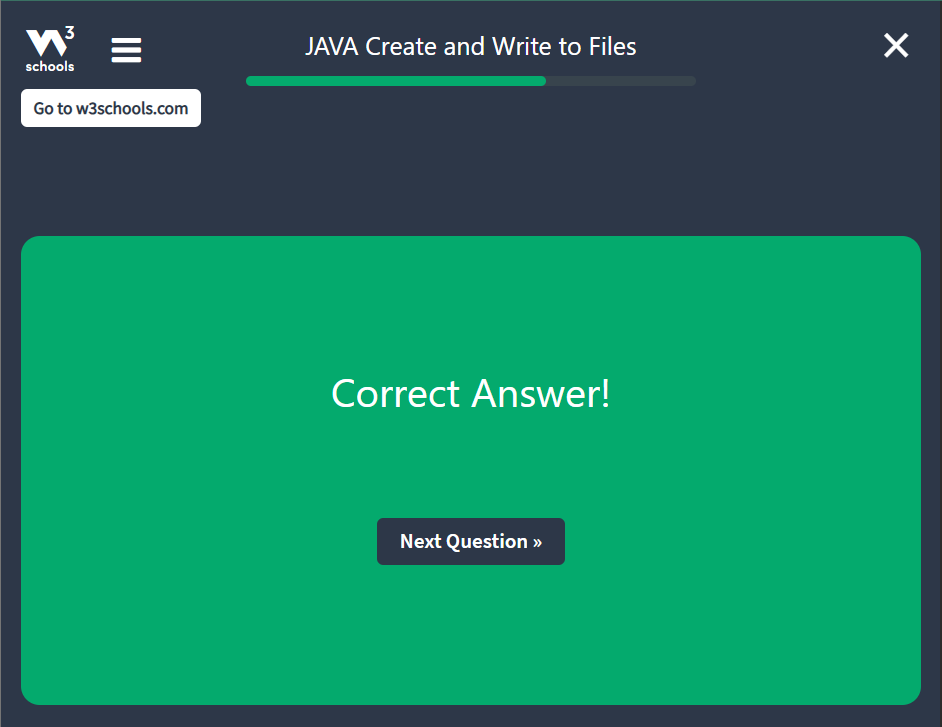 W3
schools
JAVA Create and Write to Files
Go to w3schools.com
Correct Answer!
Next Question »